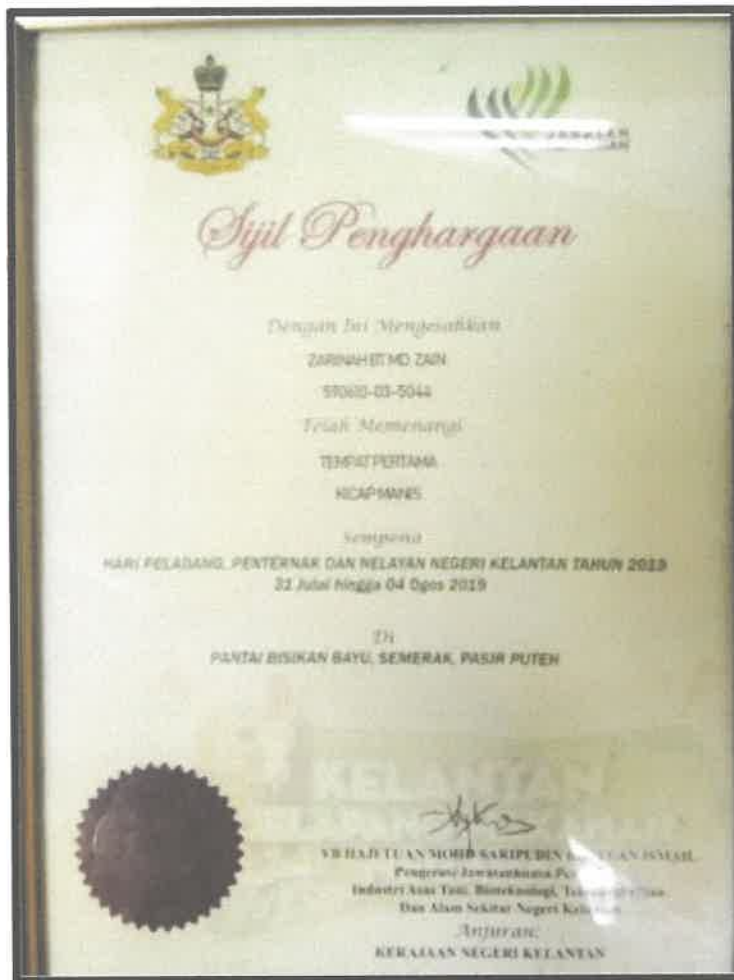 JABATAN
Sijil Penghargaan
Dengan Ini Mengesahkan
ZARINAH BT MD ZAIN
Telah Memenangi
TEMPAT PERTAMA
KICAP MANIS
Sempena
HARI PELADANG, PENTERNAK DAN NELAYAN NEGERI KELANTAN TAHUN 2019
31 Julai hingga 04 Ogos 2019
Di
PANTAI BISIKAN BAYU, SEMERAK, PASIR PUTEH
KELANTAN
YB HAJI TUAN MOHD SARIPUDIN TUAN ISMAIL
Pengerusi Jawatankuasa
Industri Asas Tani, Bioteknologi,
Dan Alam Sekitar Negeri Kelantan
Anjuran:
KERAJAAN NEGERI KELANTAN